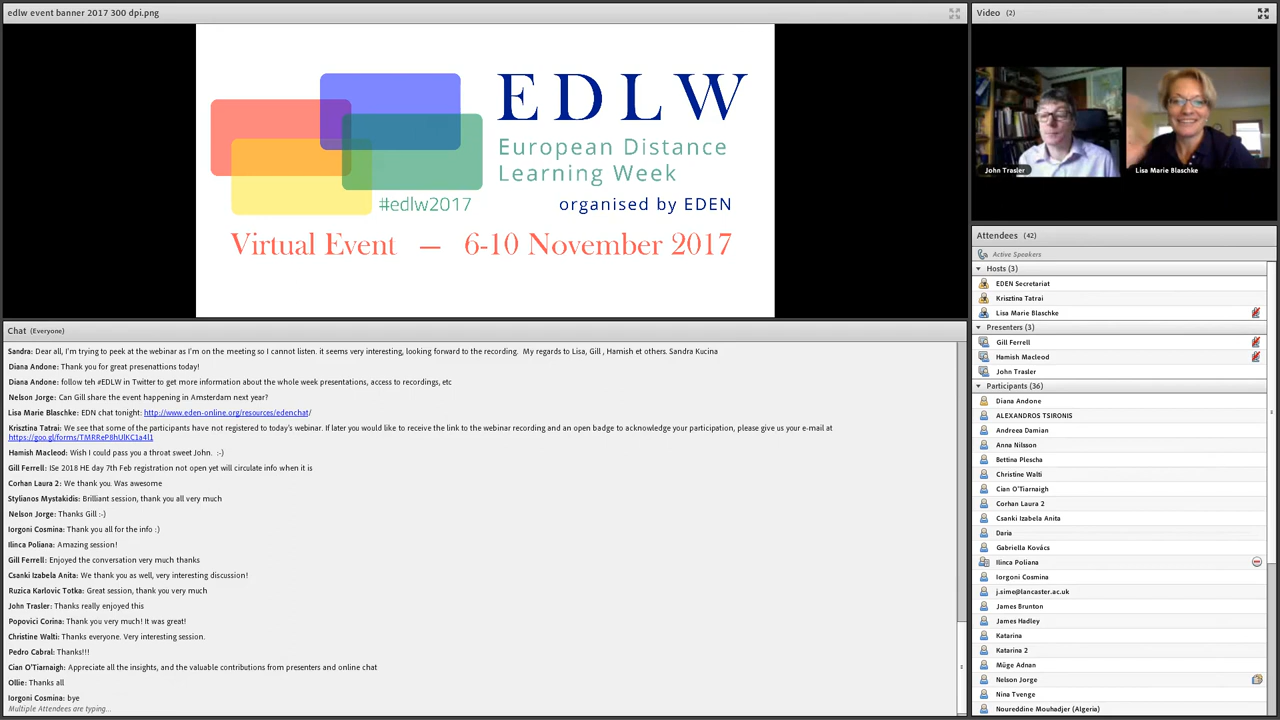 edlw event banner 2017 300 dpi.png
EDLW
European Distance
Learning Week
#edlw2017
organised by EDEN
Virtual Event — 6-10 November 2017
Chat (Everyone)
Sandra: Dear all, I'm trying to peek at the webinar as I'm on the meeting so I cannot listen. it seems very interesting, looking forward to the recording. My regards to Lisa, Gill , Hamish et others. Sandra Kucina
Diana Andone: Thank you for great presenattions today!
Diana Andone: follow teh #EDLW in Twitter to get more information about the whole week presentations, access to recordings, etc
Nelson Jorge: Can Gill share the event happening in Amsterdam next year?
Lisa Marie Blaschke: EDN chat tonight: http://www.eden-online.org/resources/edenchat/
Krisztina Tatrai: We see that some of the participants have not registered to today's webinar. If later you would like to receive the link to the webinar recording and an open badge to acknowledge your participation, please give us your e-mail at
https://goo.gl/forms/TMRReP8hUlKC1a4l1
Hamish Macleod: Wish I could pass you a throat sweet John. :-)
Gill Ferrell: ISe 2018 HE day 7th Feb registration not open yet will circulate info when it is
Corhan Laura 2: We thank you. Was awesome
Stylianos Mystakidis: Brilliant session, thank you all very much
Nelson Jorge: Thanks Gill :-)
Iorgoni Cosmina: Thank you all for the info :)
Ilinca Poliana: Amazing session!
Gill Ferrell: Enjoyed the conversation very much thanks
Csanki Izabela Anita: We thank you as well, very interesting discussion!
Ruzica Karlovic Totka: Great session, thank you very much
John Trasler: Thanks really enjoyed this
Popovici Corina: Thank you very much! It was great!
Christine Walti: Thanks everyone. Very interesting session.
Pedro Cabral: Thanks!!!
Cian O'Tiarnaigh: Appreciate all the insights, and the valuable contributions from presenters and online chat
Ollie: Thanks all
Iorgoni Cosmina: bye
Multiple Attendees are typing...
Video (2)
John Trasler
Lisa Marie Blaschke
Attendees (42)
Active Speakers
Hosts (3)
EDEN Secretariat
Krisztina Tatrai
Lisa Marie Blaschke
Presenters (3)
Gill Ferrell
Hamish Macleod
John Trasler
Participants (36)
Diana Andone
ALEXANDROS TSIRONIS
Andreea Damian
Anna Nilsson
Bettina Plescha
Christine Walti
Cian O'Tiarnaigh
Corhan Laura 2
Csanki Izabela Anita
Daria
Gabriella Kovács
Ilinca Poliana
Iorgoni Cosmina
j.sime@lancaster.ac.uk
James Brunton
James Hadley
Katarina
Katarina 2
Müge Adnan
Nelson Jorge
Nina Tvenge
Noureddine Mouhadjer (Algeria)